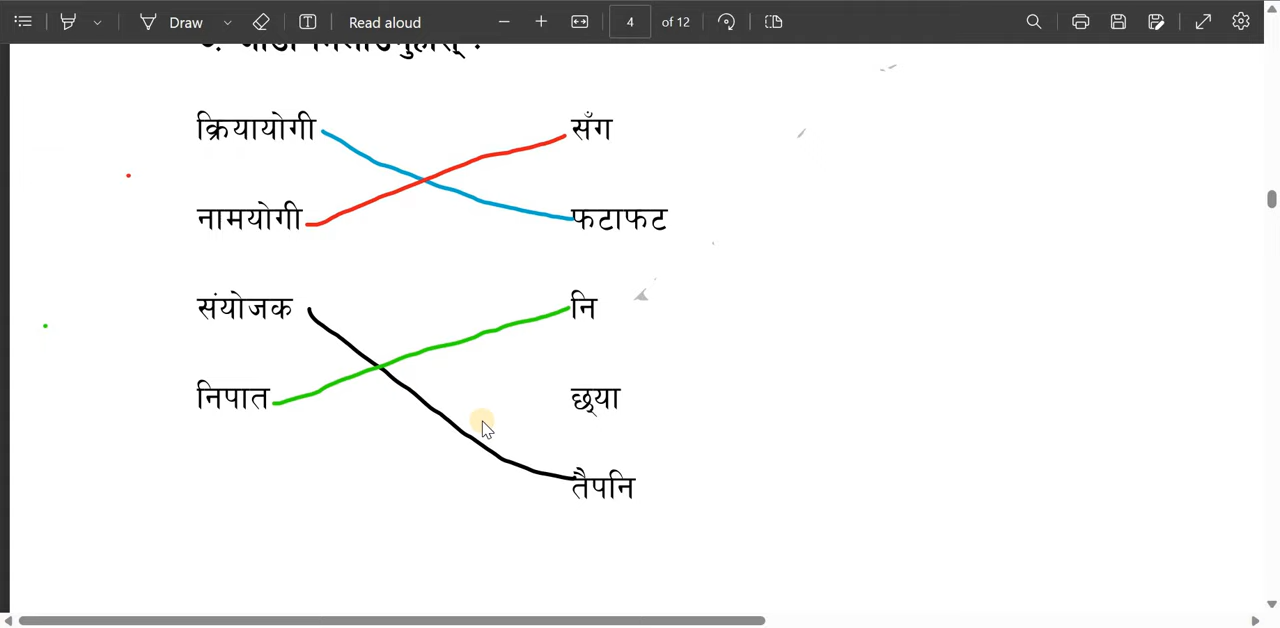 Draw Read aloud 4 of 12
क्रियायोगी सँग
नामयोगी फटाफट
संयोजक नि
निपात छ्या
तैपनि